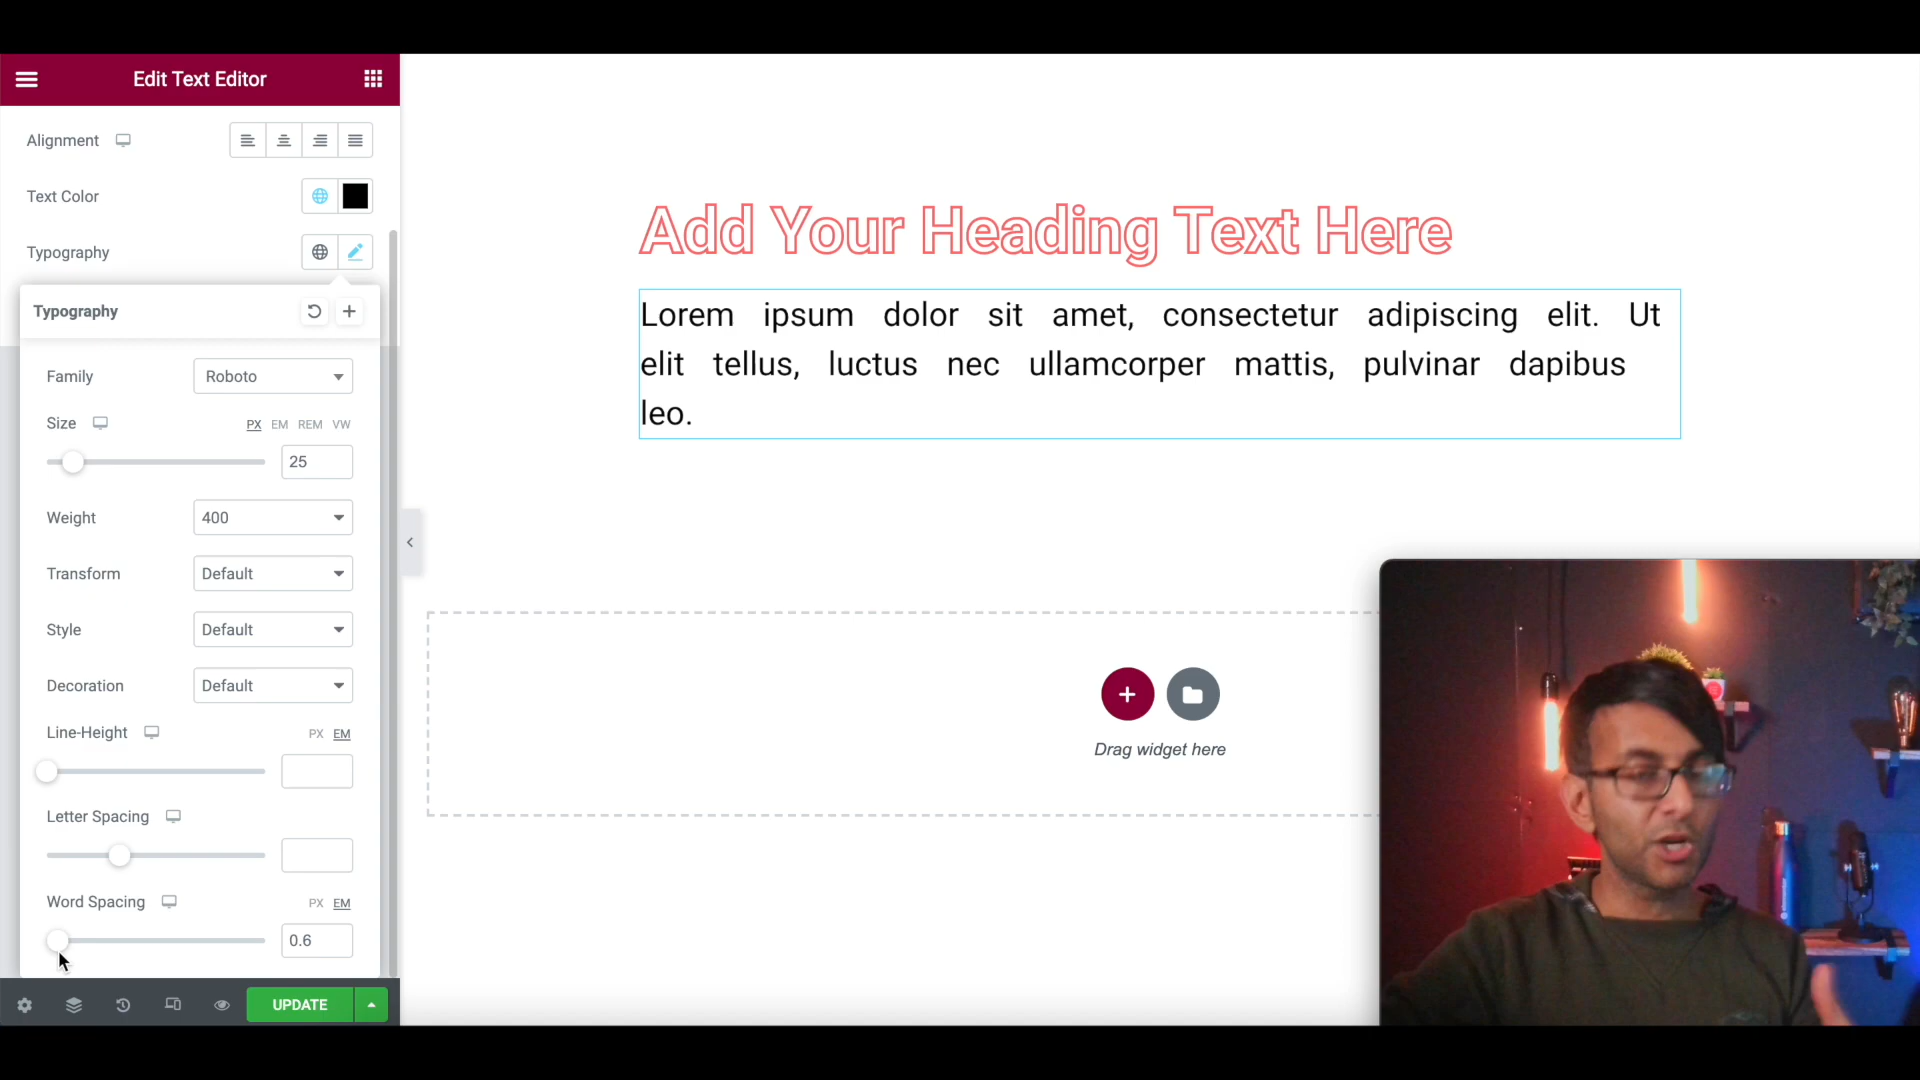 Edit Text Editor
Alignment
Text Color
Typography
Typography
Family
Roboto
Size
PX EM REM VW
25
Weight
400
Transform
Default
Style
Default
Decoration
Default
Line-Height
PX EM
Letter Spacing
Word Spacing
PX EM
0.6
UPDATE
Add Your Heading Text Here
Lorem ipsum dolor sit amet, consectetur adipiscing elit. Ut
elit tellus, luctus nec ullamcorper mattis, pulvinar dapibus
leo.
Drag widget here